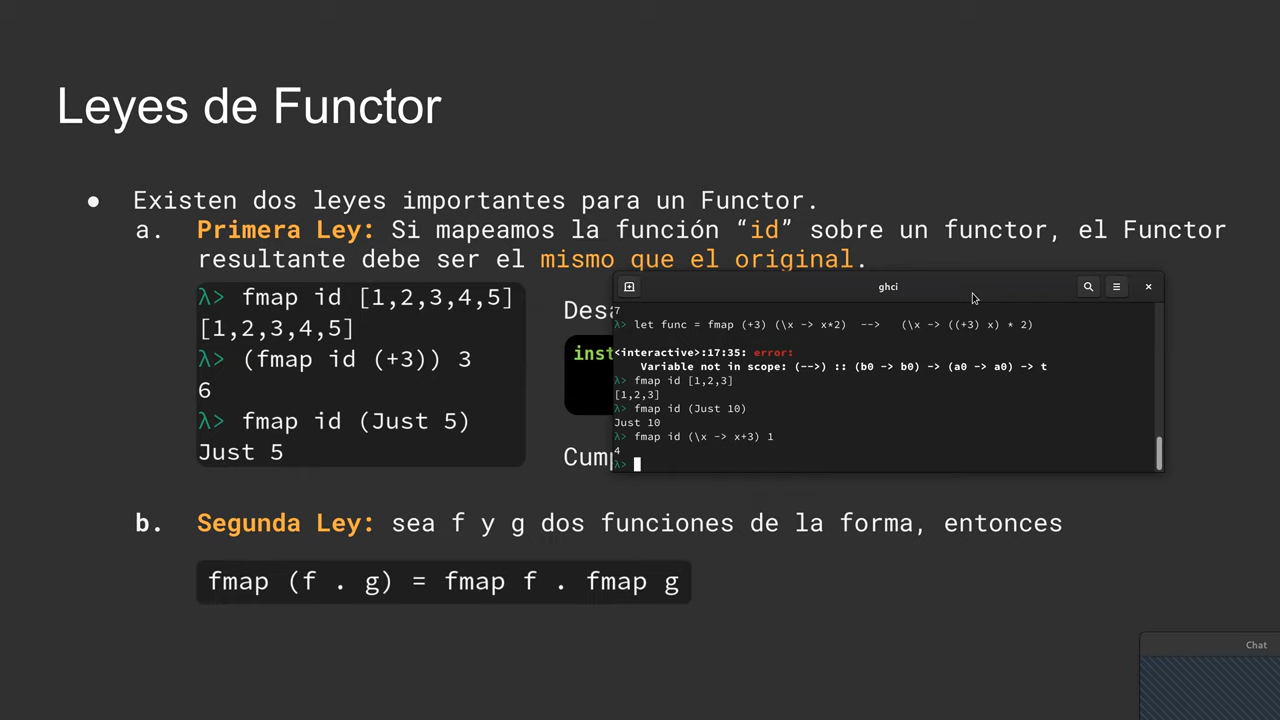 Leyes de Functor
● Existen dos leyes importantes para un Functor.
a. Primera Ley: Si mapeamos la función “id” sobre un functor, el Functor
resultante debe ser el mismo que el original.
λ> fmap id [1,2,3,4,5]
[1,2,3,4,5]
λ> (fmap id (+3)) 3
6
λ> fmap id (Just 5)
Just 5
ghci
7
λ> let func = fmap (+3) (\x -> x*2)  -->   (\x -> ((+3) x) * 2)
<interactive>:17:35: error:
Variable not in scope: (-->) :: (b0 -> b0) -> (a0 -> a0) -> t
λ> fmap id [1,2,3]
[1,2,3]
λ> fmap id (Just 10)
Just 10
λ> fmap id (\x -> x+3) 1
4
λ>
b. Segunda Ley: sea f y g dos funciones de la forma, entonces
fmap (f . g) = fmap f . fmap g
Chat